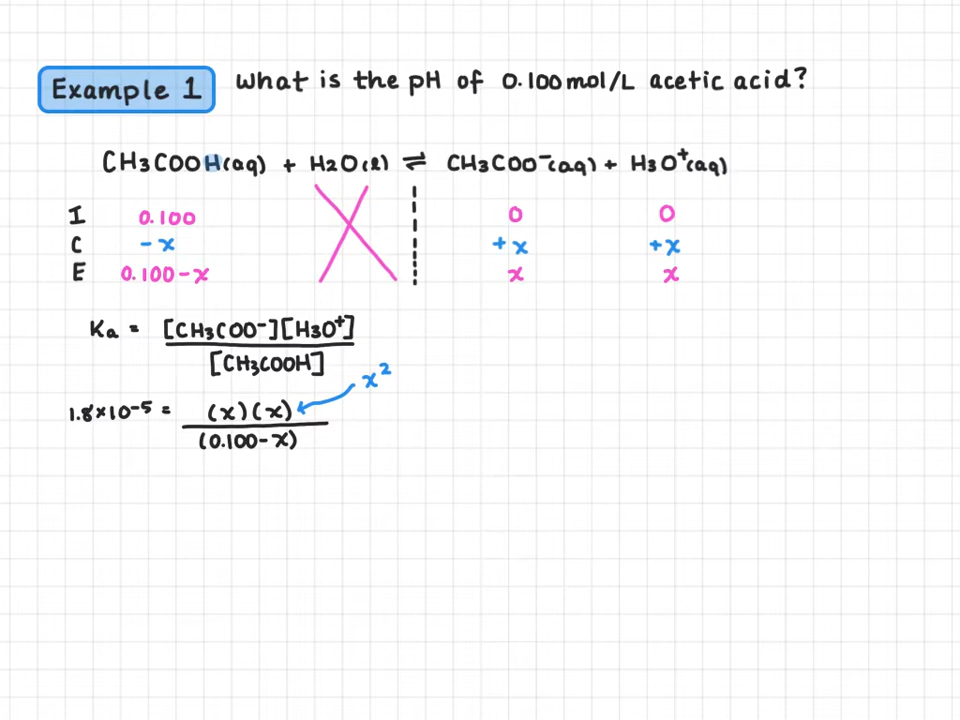 Example 1 What is the pH of 0.100 mol/L acetic acid?
CH3COOH(aq) + H2O(l) ⇌ CH3COO⁻(aq) + H3O⁺(aq)
I 0.100 0 0
C -x +x +x
E 0.100-x x x
Ka = [CH3COO⁻][H3O⁺]
[CH3COOH]
x²
1.8×10⁻⁵ = (x)(x)
(0.100-x)